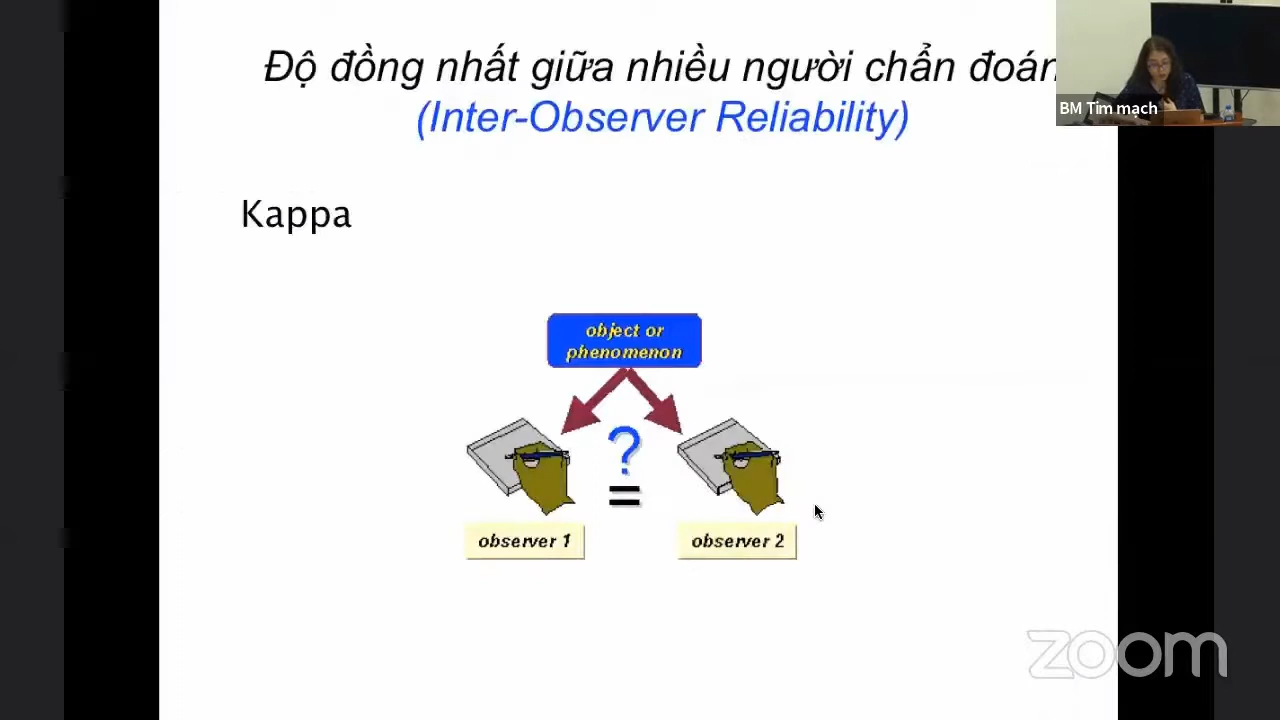 Độ đồng nhất giữa nhiều người chẩn đoán
(Inter-Observer Reliability)
BM Tim mạch
Kappa
object or
phenomenon
?
=
observer 1
observer 2
zoom